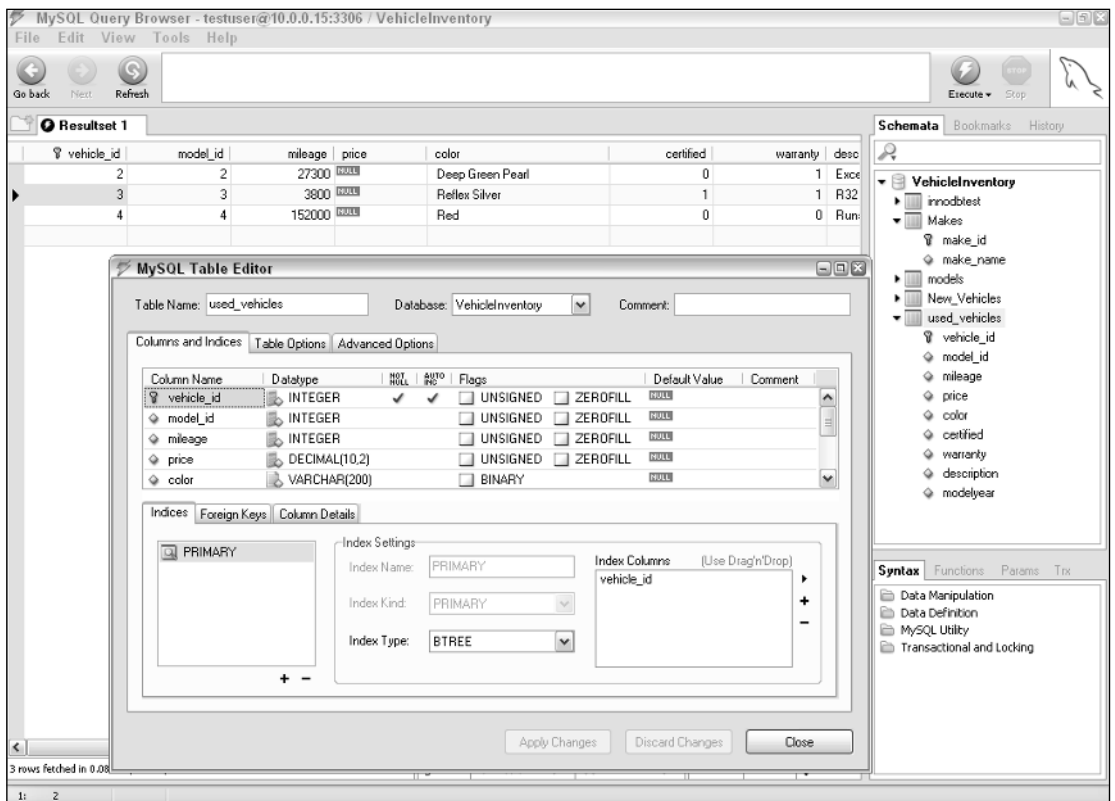 MySQL Query Browser - testuser@10.0.0.15:3306 / VehicleInventory
File Edit View Tools Help
Go back Next Refresh Execute Stop
STOP
Resultset 1
vehicle_id model_id mileage price color certified warranty desc
2 2 27300 NULL Deep Green Pearl 0 1 Exce
3 3 3800 NULL Reflex Silver 1 1 R32
4 4 152000 NULL Red 0 0 Run
MySQL Table Editor
Table Name: used_vehicles Database: VehicleInventory Comment:
Columns and Indices Table Options Advanced Options
Column Name Datatype NOT NULL AUTO INC Flags Default Value Comment
vehicle_id INTEGER UNSIGNED ZEROFILL NULL
model_id INTEGER UNSIGNED ZEROFILL NULL
mileage INTEGER UNSIGNED ZEROFILL NULL
price DECIMAL(10,2) UNSIGNED ZEROFILL NULL
color VARCHAR(200) BINARY NULL
Indices Foreign Keys Column Details
PRIMARY
Index Settings
Index Name: PRIMARY
Index Kind: PRIMARY
Index Type: BTREE
Index Columns (Use Drag'n'Drop)
vehicle_id
+ -
+
-
Apply Changes Discard Changes Close
3 rows fetched in 0.08
1: 2
Schemata Bookmarks History
VehicleInventory
innodbtest
Makes
make_id
make_name
models
New_Vehicles
used_vehicles
vehicle_id
model_id
mileage
price
color
certified
warranty
description
modelyear
Syntax Functions Params Trx
Data Manipulation
Data Definition
MySQL Utility
Transactional and Locking